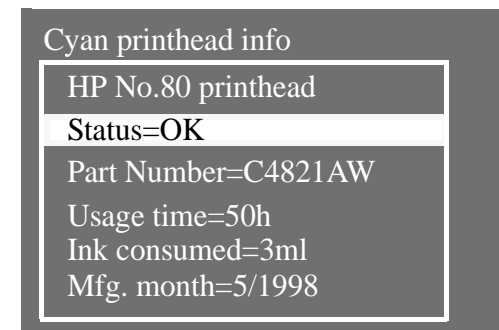 Cyan printhead info
HP No.80 printhead
Status=OK
Part Number=C4821AW
Usage time=50h
Ink consumed=3ml
Mfg. month=5/1998